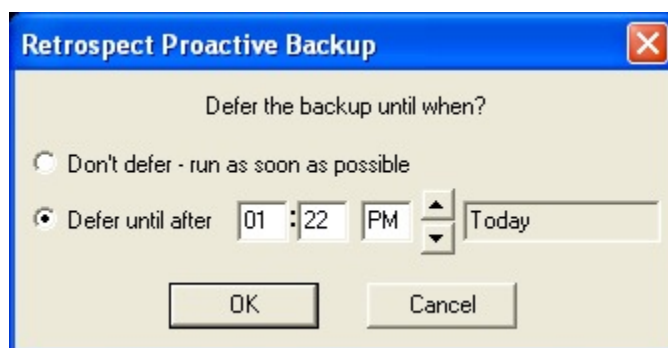 Retrospect Proactive Backup
Defer the backup until when?
Don't defer - run as soon as possible
Defer until after 01 : 22 PM Today
OK Cancel